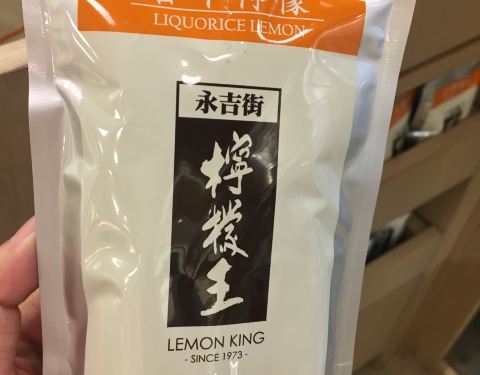 LIQUORICE LEMON
永吉街
檸檬王
LEMON KING
- SINCE 1973 -